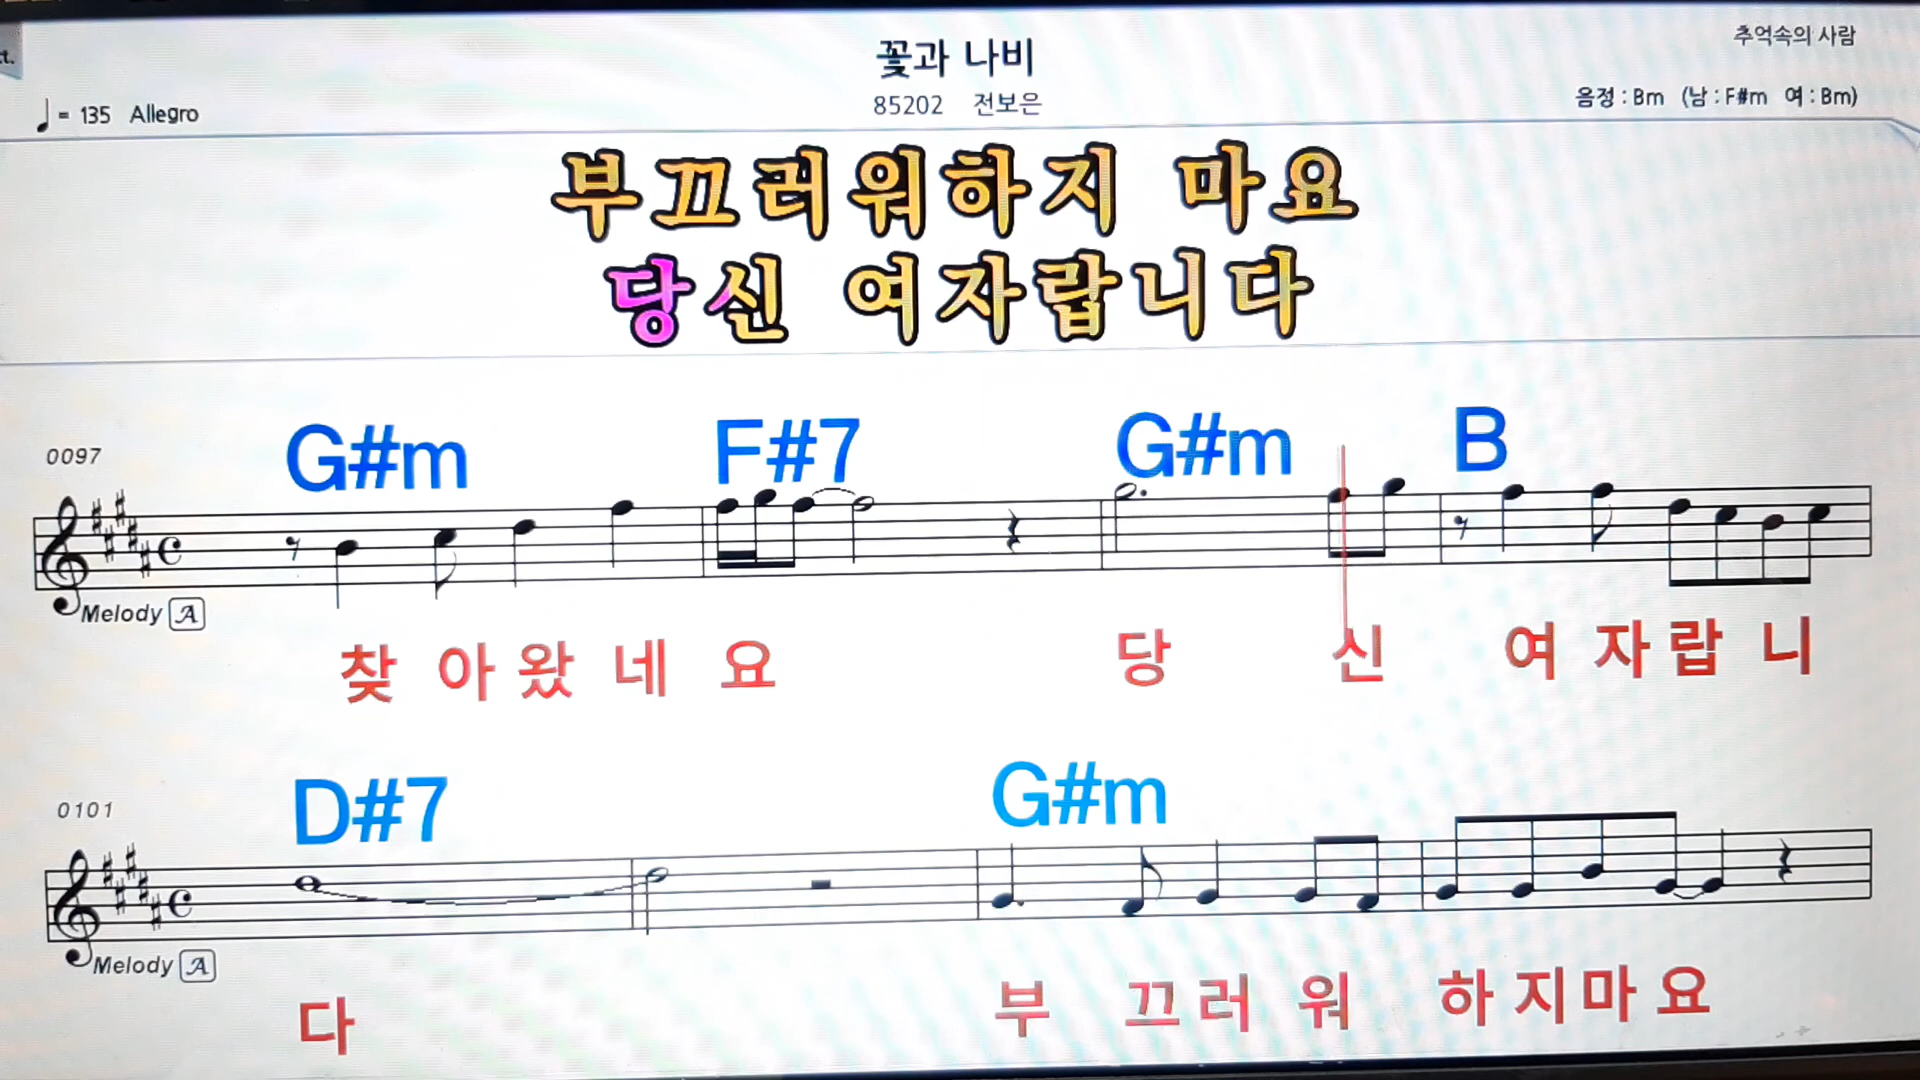 추억속의 사람
꽃과 나비
85202 전보은
t.
♩= 135 Allegro
음정 : Bm (남 : F#m 여 : Bm)
부끄러워하지 마요
당신 여자랍니다
G#m F#7 G#m B
0097
Melody A
찾 아 왔 네 요 당 신 여 자 랍 니
D#7 G#m
0101
Melody A
다 부 끄 러 워 하 지 마 요